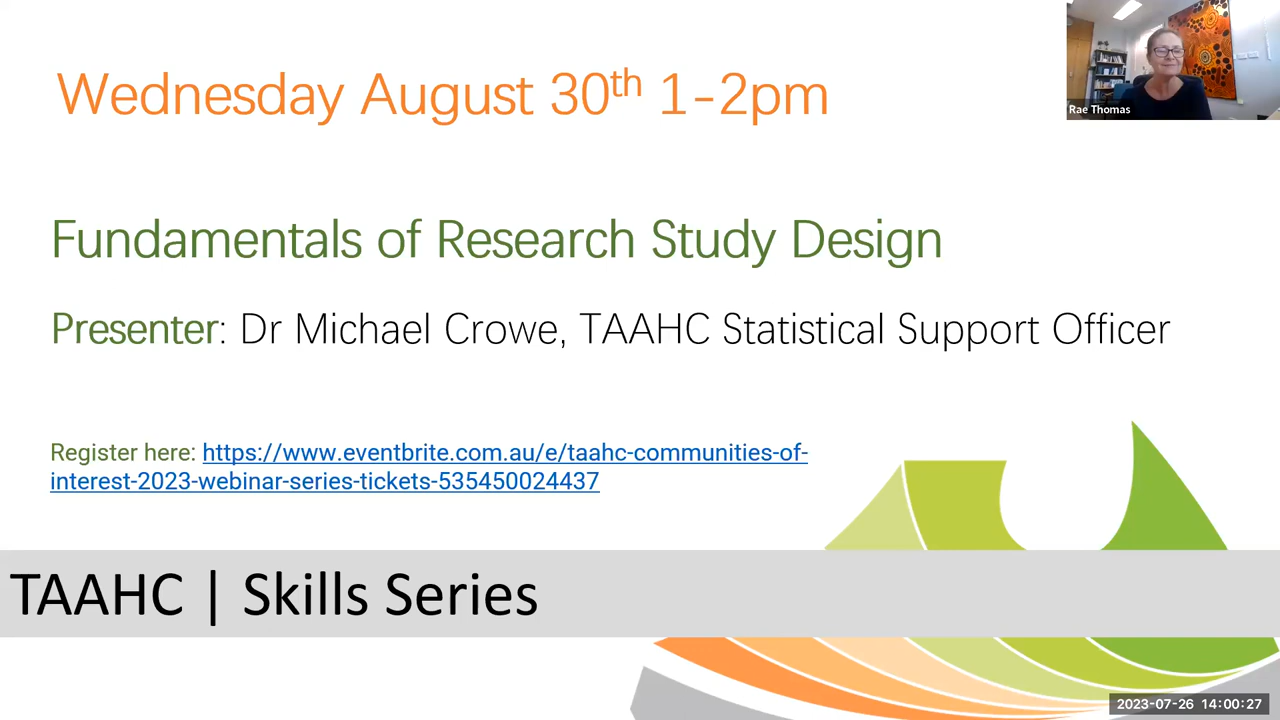 Wednesday August 30th 1-2pm
Rae Thomas
Fundamentals of Research Study Design
Presenter: Dr Michael Crowe, TAAHC Statistical Support Officer
Register here: https://www.eventbrite.com.au/e/taahc-communities-of-
interest-2023-webinar-series-tickets-535450024437
TAAHC | Skills Series
2023-07-26 14:00:27